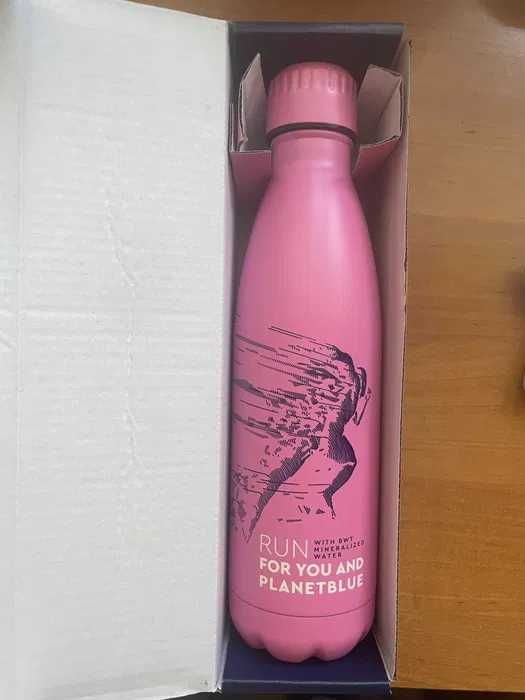 RUN WITH BWT
MINERALIZED
WATER
FOR YOU AND
PLANETBLUE